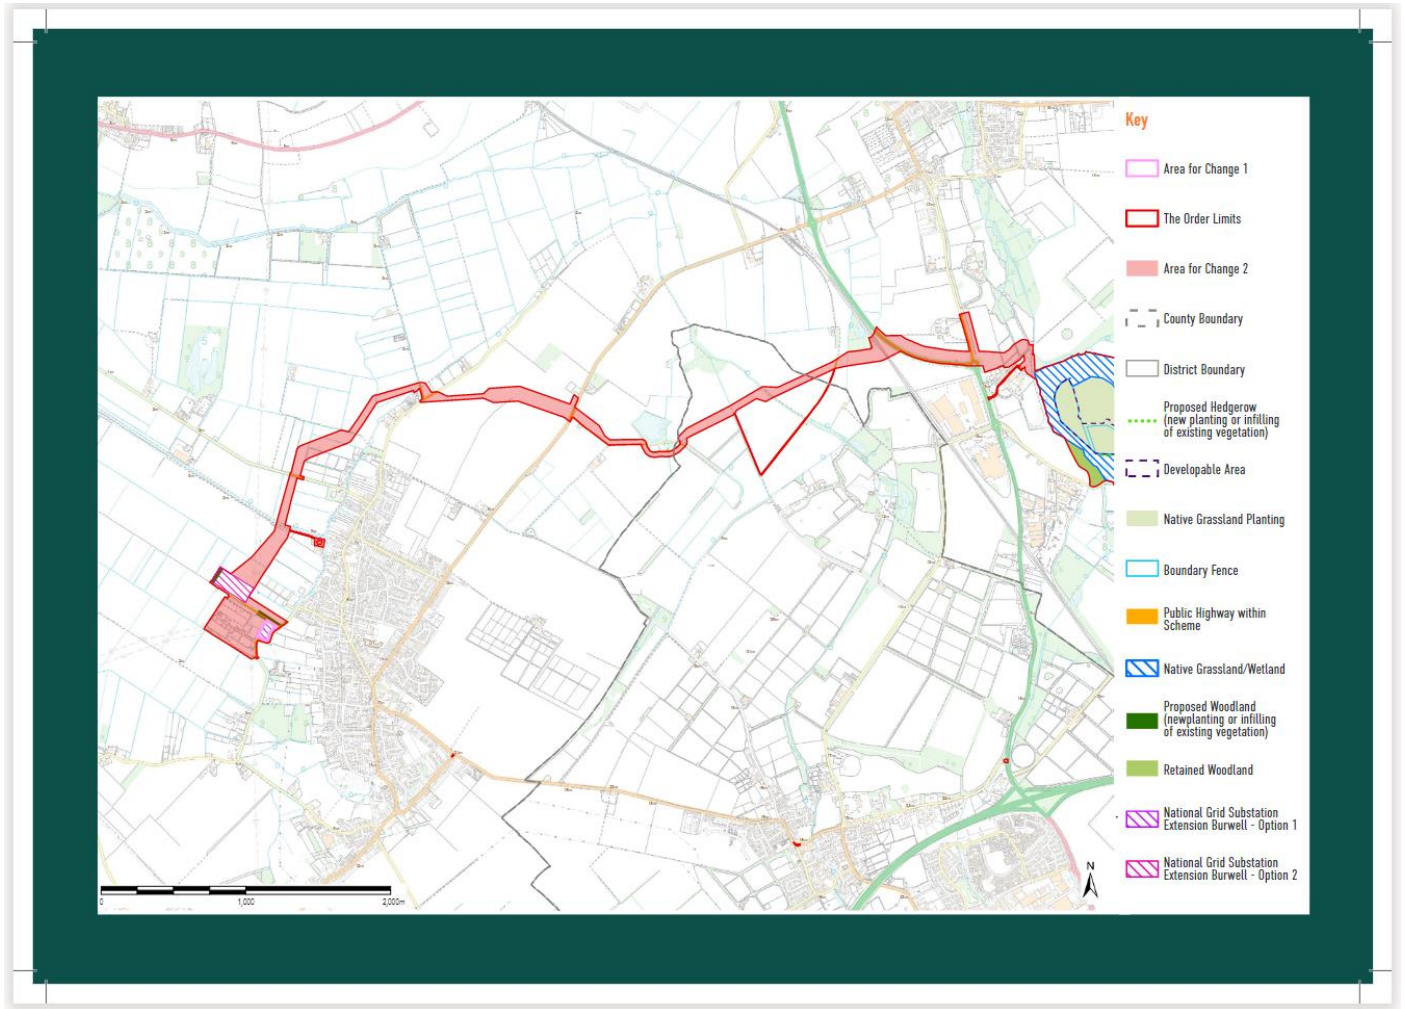 Key
Area for Change 1
The Order Limits
Area for Change 2
County Boundary
District Boundary
Proposed Hedgerow
(new planting or infilling
of existing vegetation)
Developable Area
Native Grassland Planting
Boundary Fence
Public Highway within
Scheme
Native Grassland/Wetland
Proposed Woodland
(newplanting or infilling
of existing vegetation)
Retained Woodland
National Grid Substation
Extension Burwell - Option 1
National Grid Substation
Extension Burwell - Option 2
N
0 1,000 2,000m